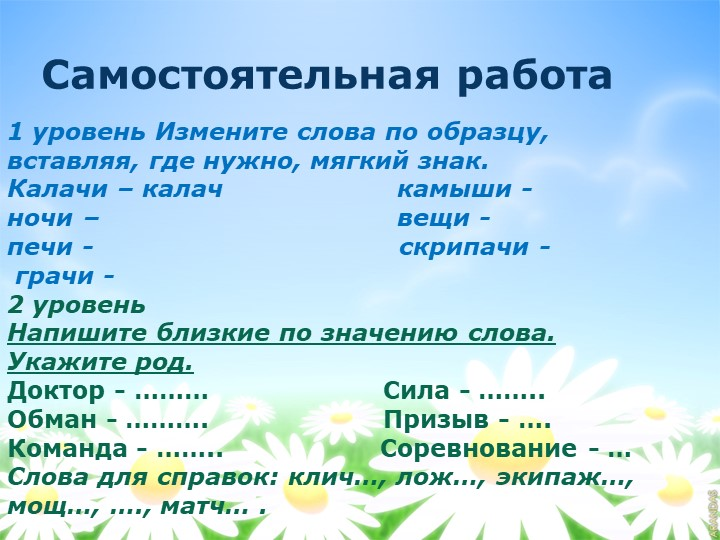 Самостоятельная работа
1 уровень Измените слова по образцу,
вставляя, где нужно, мягкий знак.
Калачи – калач камыши -
ночи – вещи -
печи - скрипачи -
грачи -
2 уровень
Напишите близкие по значению слова.
Укажите род.
Доктор - ……… Сила - ……..
Обман - ………. Призыв - ….
Команда - …….. Соревнование - …
Слова для справок: клич…, лож…, экипаж…,
мощ…, …., матч… .